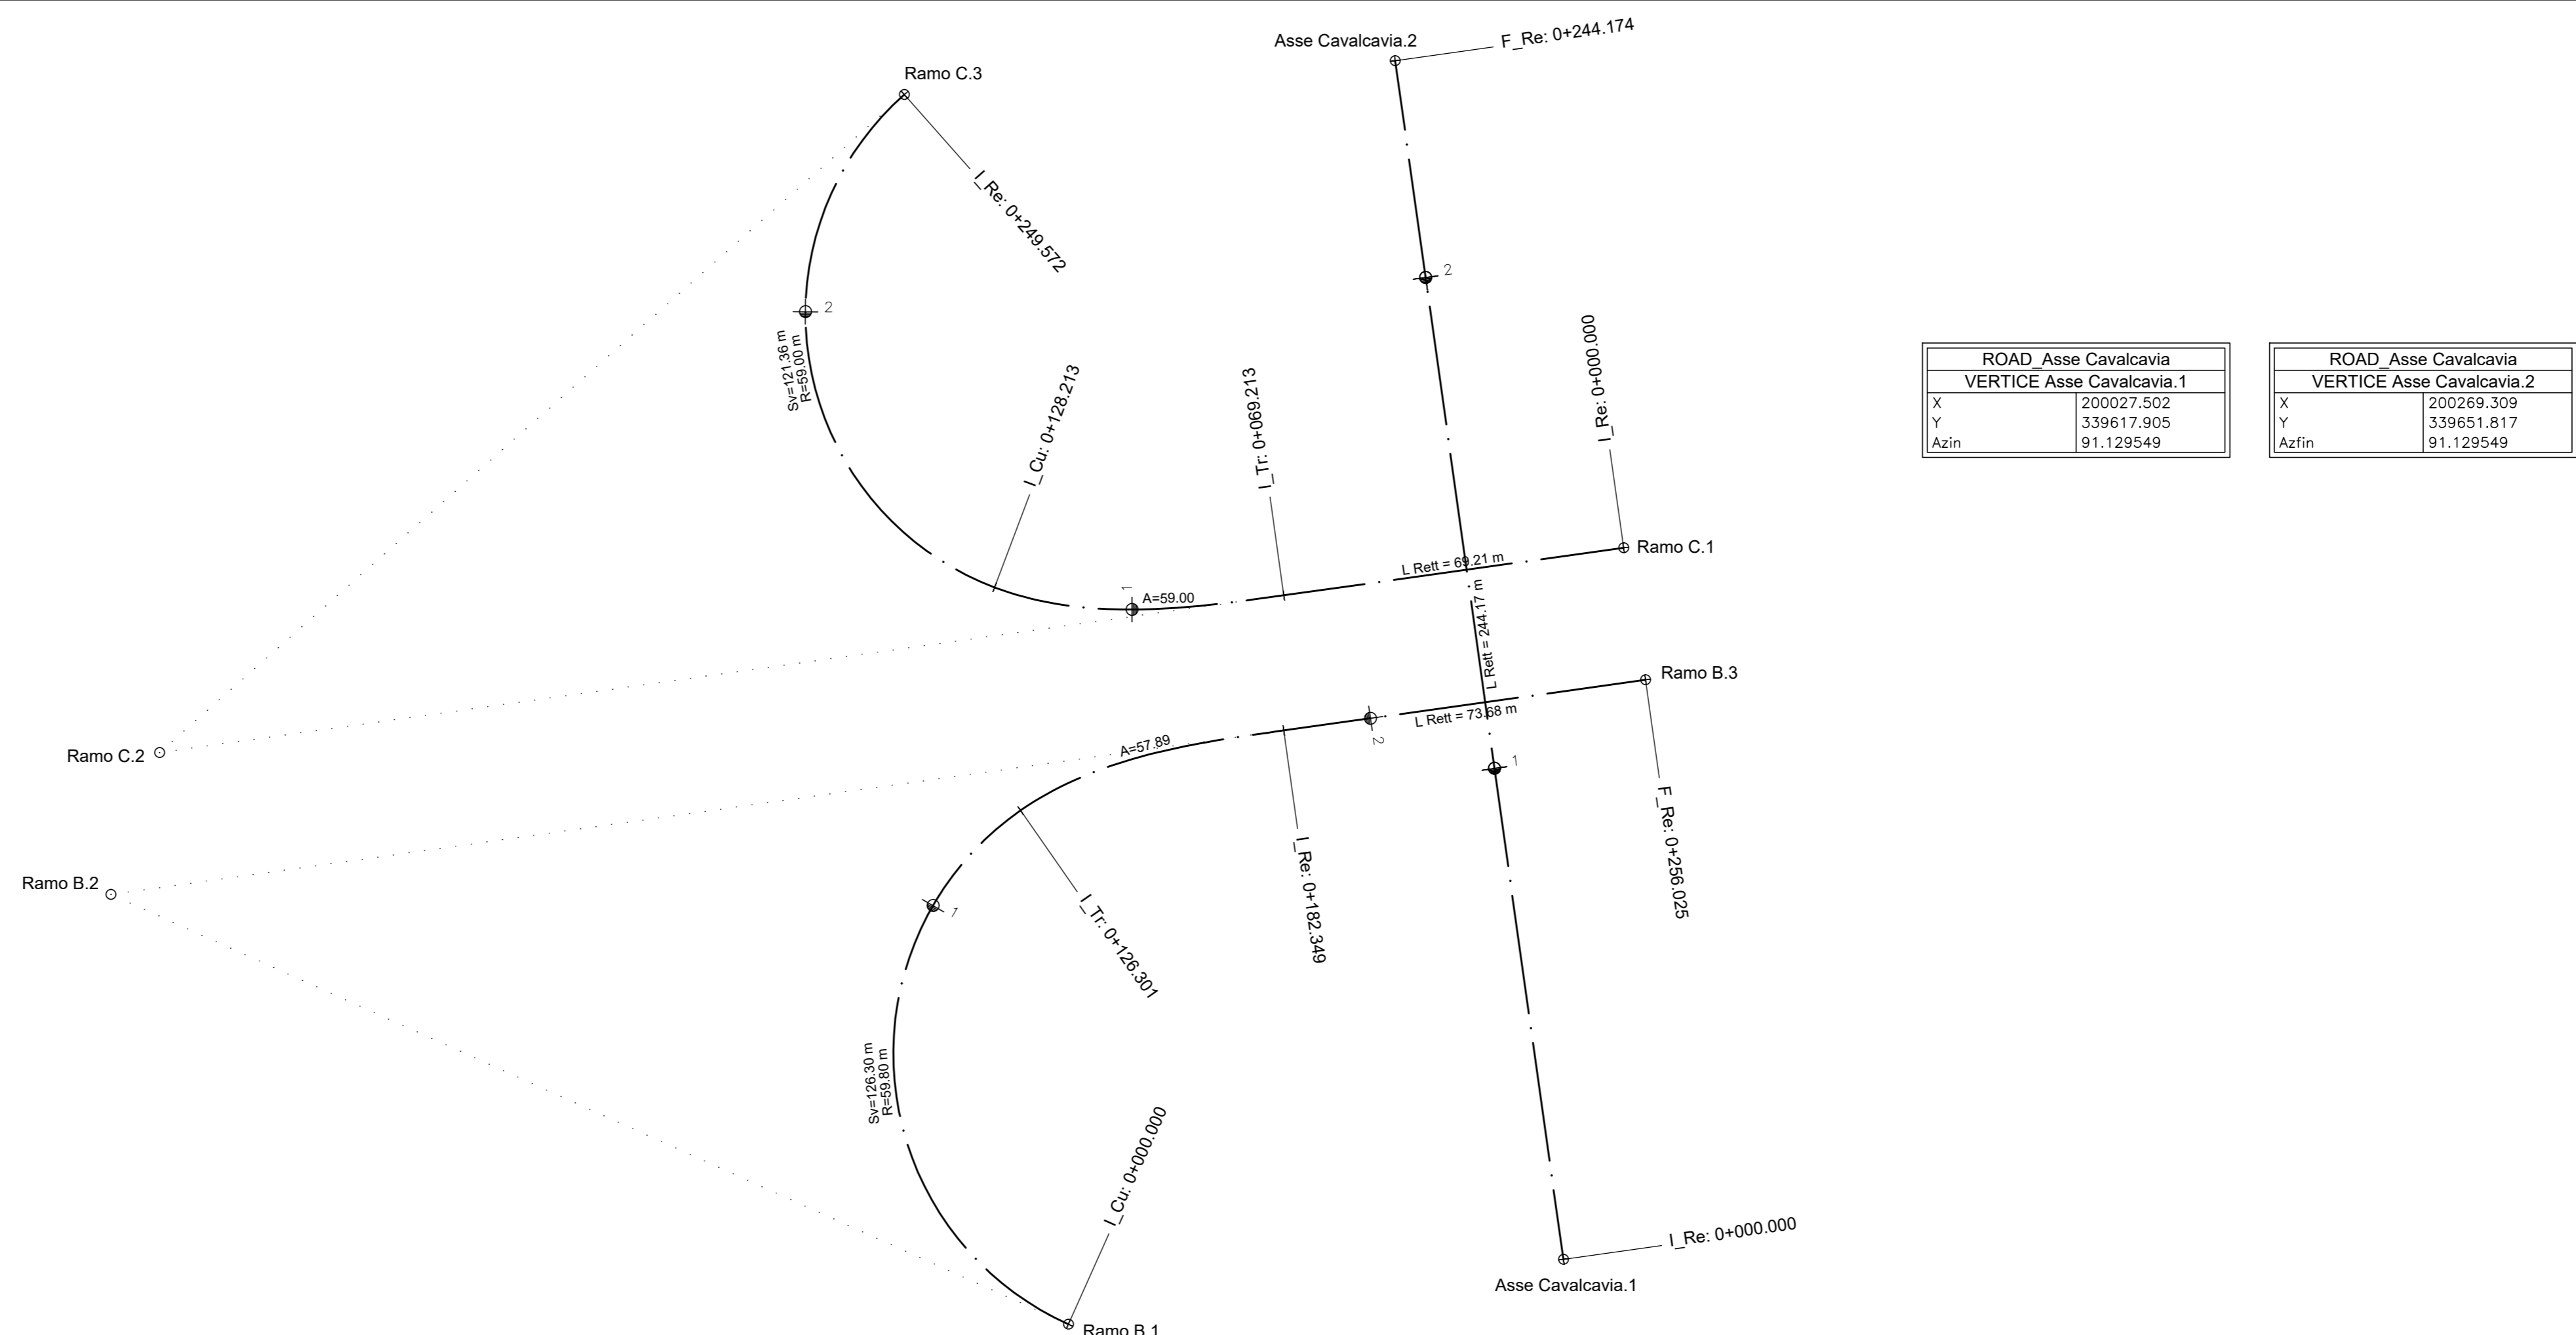 Asse Cavalcavia.2
F_Re: 0+244.174
Ramo C.3
I_Re: 0+249.572
2
2
Sv=121.36 m
R=59.00 m
I_Cu: 0+128.213
I_Tr: 0+069.213
I_Re: 0+000.000
ROAD_Asse Cavalcavia
VERTICE Asse Cavalcavia.1
X 200027.502
Y 339617.905
Azin 91.129549
ROAD_Asse Cavalcavia
VERTICE Asse Cavalcavia.2
X 200269.309
Y 339651.817
Azfin 91.129549
Ramo C.1
L Rett = 69.21 m
1
A=59.00
L Rett = 244.17 m
Ramo B.3
L Rett = 73.68 m
2
A=57.89
Ramo C.2
1
F_Re: 0+256.025
I_Re: 0+182.349
Ramo B.2
1
I_Tr: 0+126.301
Sv=126.30 m
R=59.80 m
I_Cu: 0+000.000
I_Re: 0+000.000
Asse Cavalcavia.1
Ramo B.1